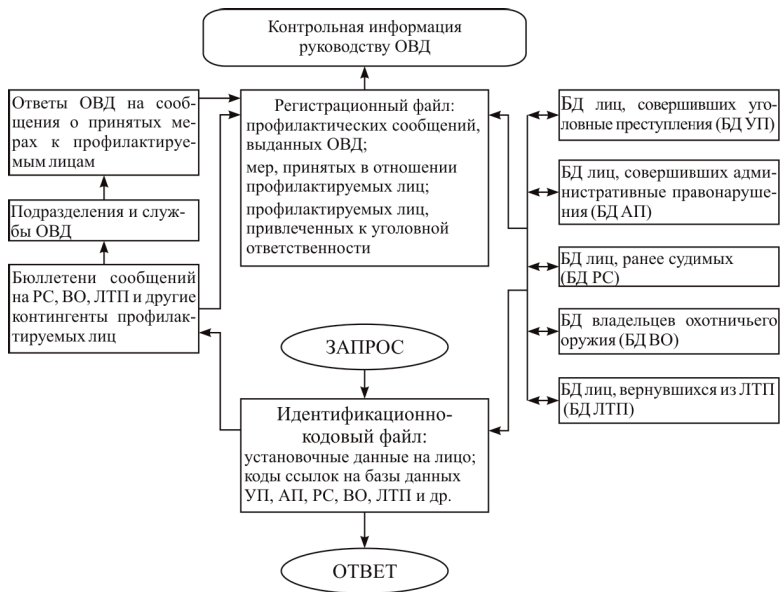 Контрольная информация
руководству ОВД
Ответы ОВД на сооб-
щения о принятых ме-
рах к профилактируе-
мым лицам
Подразделения и служ-
бы ОВД
Бюллетени сообщений
на РС, ВО, ЛТП и другие
контингенты профилак-
тируемых лиц
Регистрационный файл:
профилактических сообщений,
выданных ОВД;
мер, принятых в отношении
профилактируемых лиц;
профилактируемых лиц,
привлеченных к уголовной
ответственности
ЗАПРОС
Идентификационно-
кодовый файл:
установочные данные на лицо;
коды ссылок на базы данных
УП, АП, РС, ВО, ЛТП и др.
ОТВЕТ
БД лиц, совершивших уго-
ловные преступления (БД УП)
БД лиц, совершивших адми-
нистративные правонаруше-
ния (БД АП)
БД лиц, ранее судимых
(БД РС)
БД владельцев охотничьего
оружия (БД ВО)
БД лиц, вернувшихся из ЛТП
(БД ЛТП)